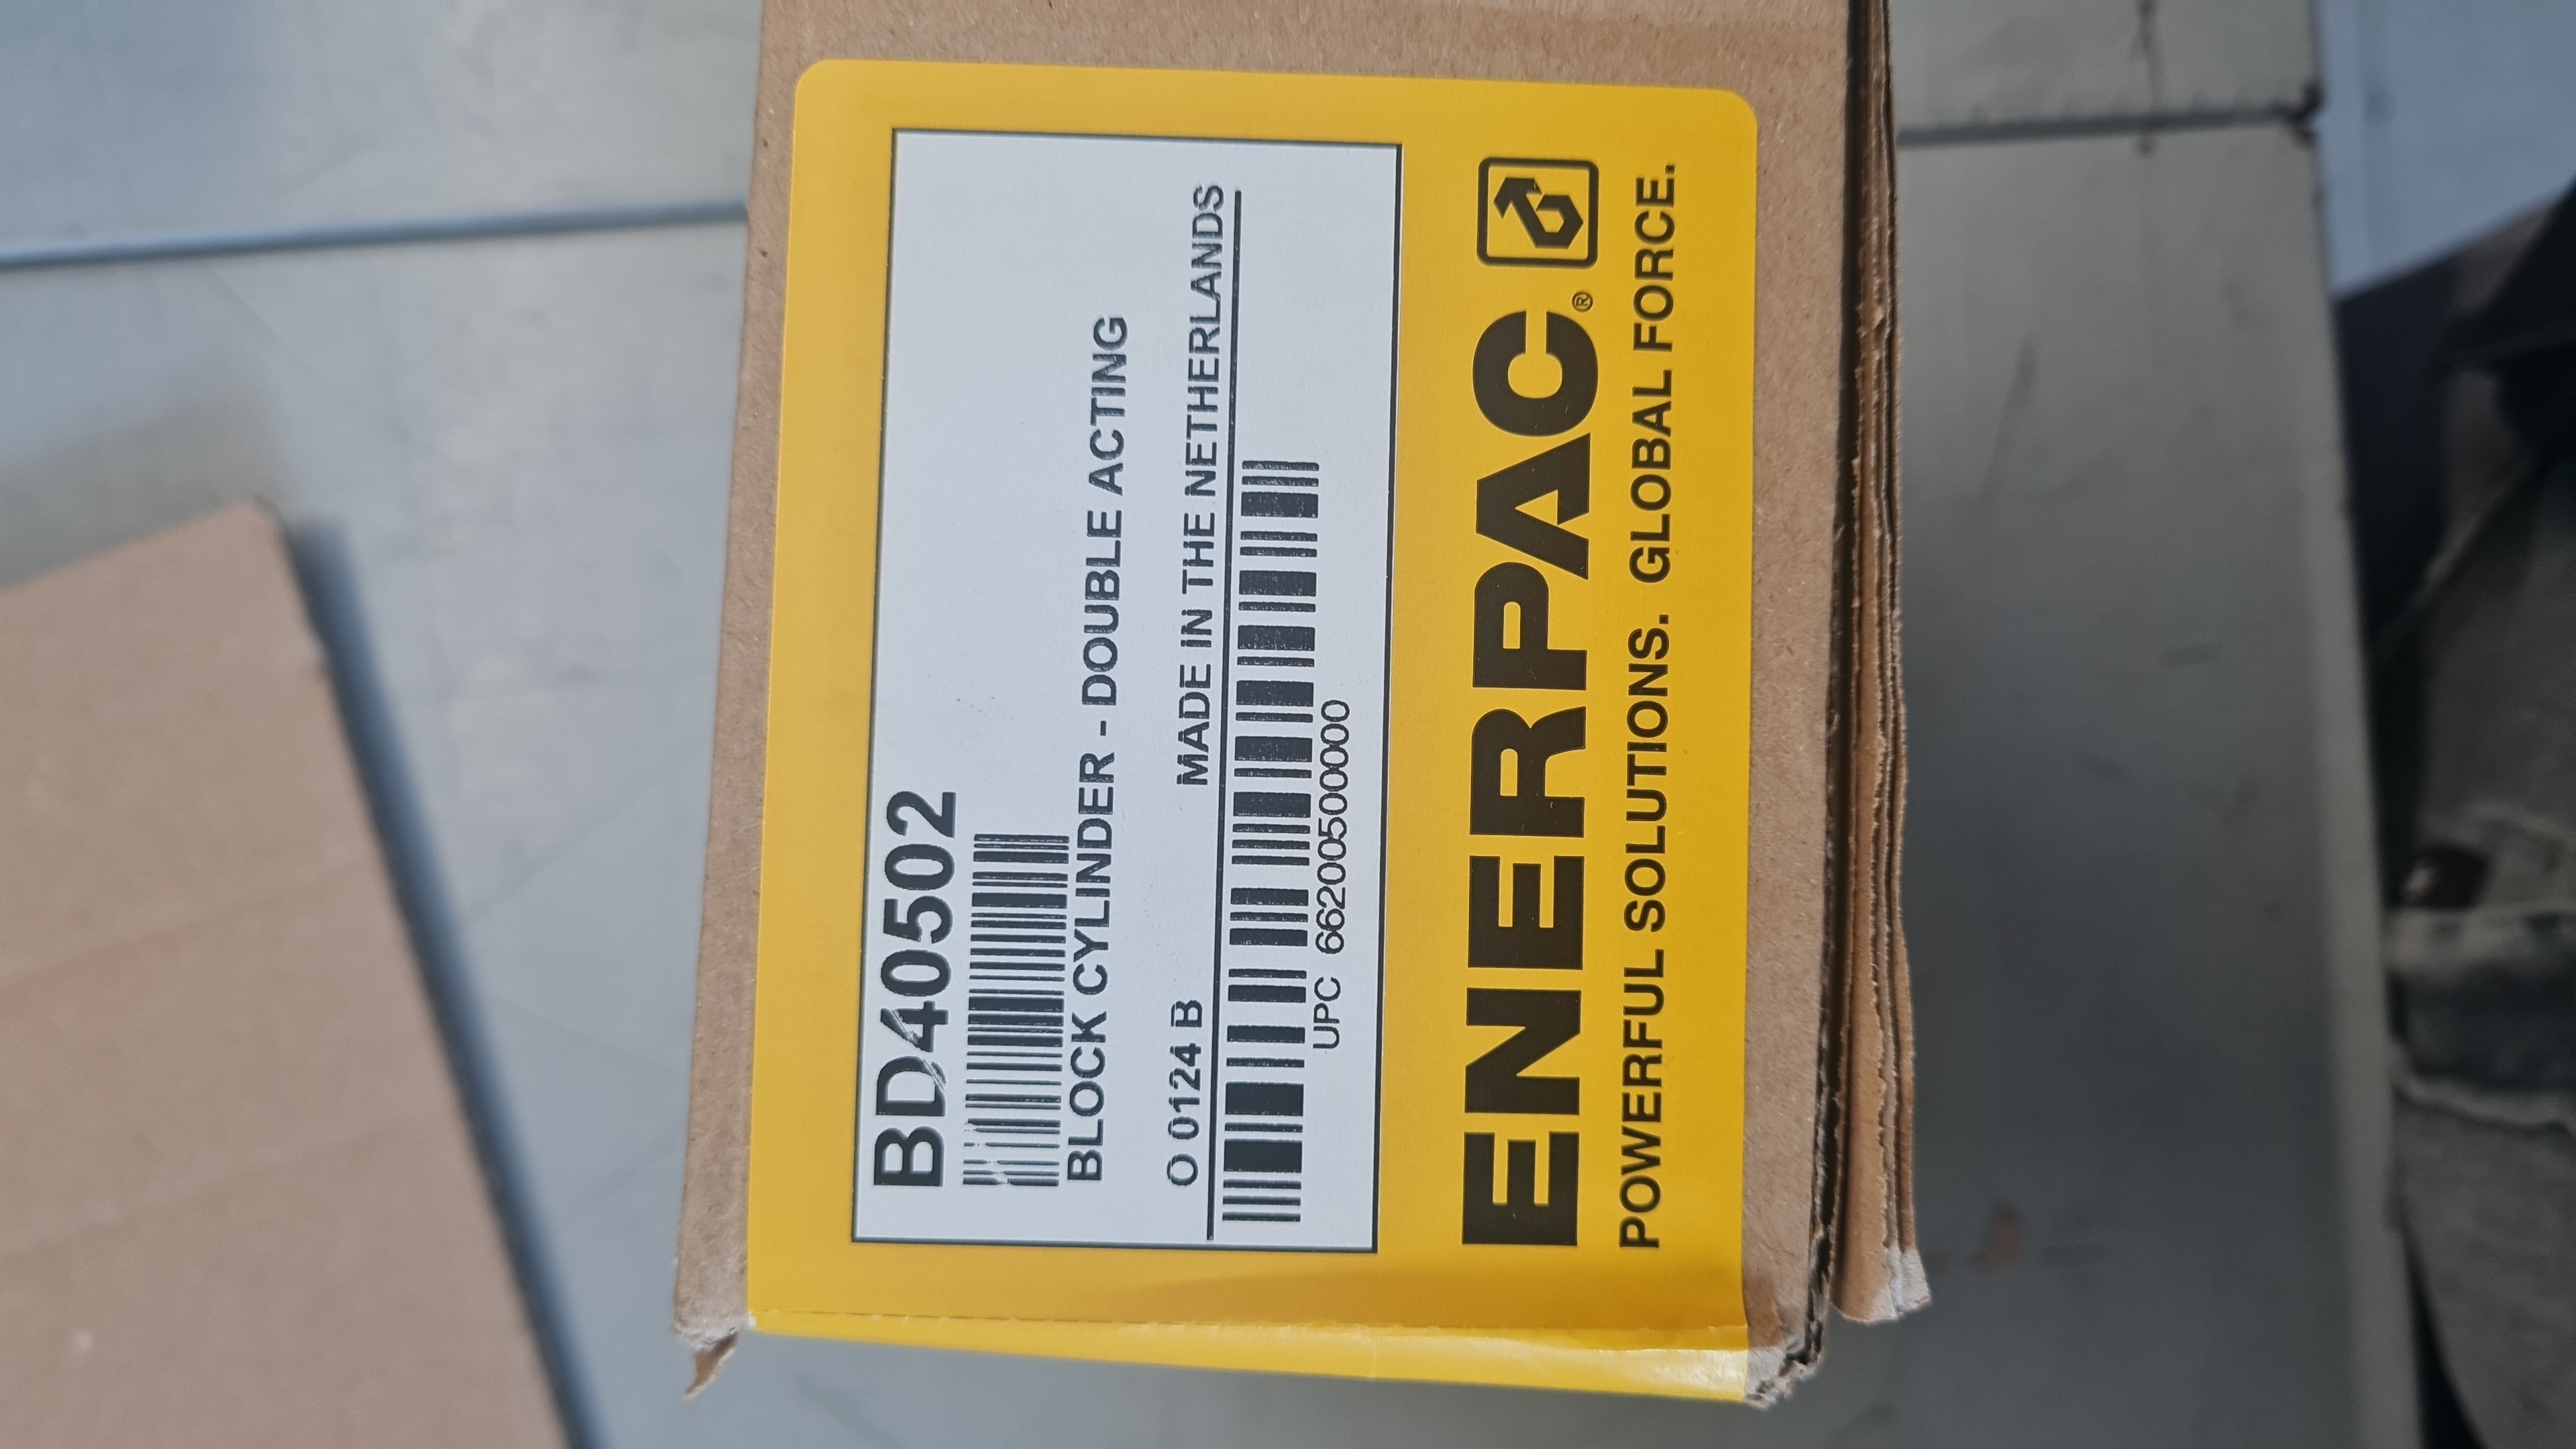 BD40502
BLOCK CYLINDER - DOUBLE ACTING
O 0124 B MADE IN THE NETHERLANDS
UPC 662005000000
ENERPAC®
POWERFUL SOLUTIONS. GLOBAL FORCE.